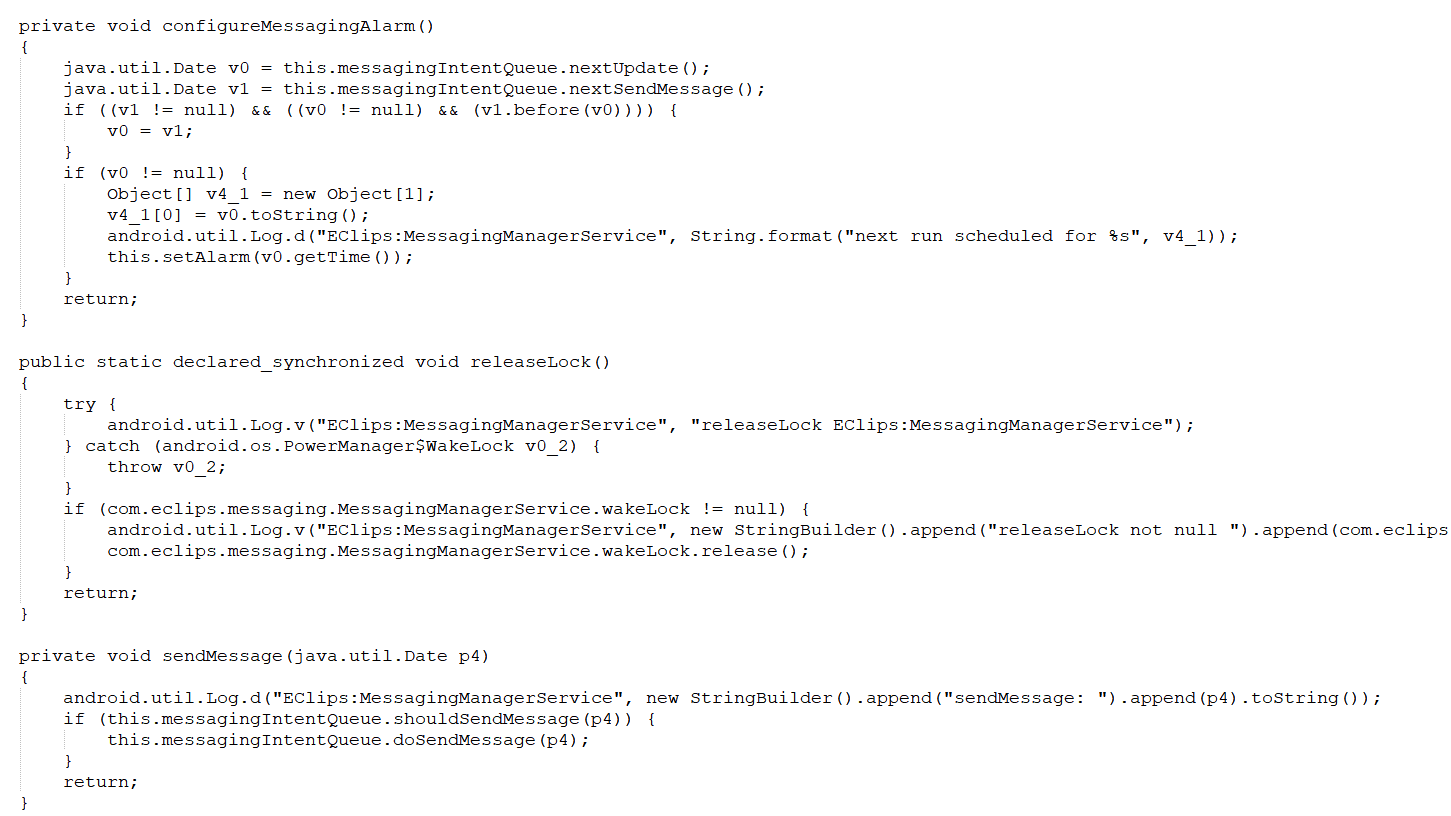 private void configureMessagingAlarm()
{
    java.util.Date v0 = this.messagingIntentQueue.nextUpdate();
    java.util.Date v1 = this.messagingIntentQueue.nextSendMessage();
    if ((v1 != null) && ((v0 != null) && (v1.before(v0)))) {
        v0 = v1;
    }
    if (v0 != null) {
        Object[] v4_1 = new Object[1];
        v4_1[0] = v0.toString();
        android.util.Log.d("EClips:MessagingManagerService", String.format("next run scheduled for %s", v4_1));
        this.setAlarm(v0.getTime());
    }
    return;
}

public static declared_synchronized void releaseLock()
{
    try {
        android.util.Log.v("EClips:MessagingManagerService", "releaseLock EClips:MessagingManagerService");
    } catch (android.os.PowerManager$WakeLock v0_2) {
        throw v0_2;
    }
    if (com.eclips.messaging.MessagingManagerService.wakeLock != null) {
        android.util.Log.v("EClips:MessagingManagerService", new StringBuilder().append("releaseLock not null ").append(com.eclips
        com.eclips.messaging.MessagingManagerService.wakeLock.release();
    }
    return;
}

private void sendMessage(java.util.Date p4)
{
    android.util.Log.d("EClips:MessagingManagerService", new StringBuilder().append("sendMessage: ").append(p4).toString());
    if (this.messagingIntentQueue.shouldSendMessage(p4)) {
        this.messagingIntentQueue.doSendMessage(p4);
    }
    return;
}